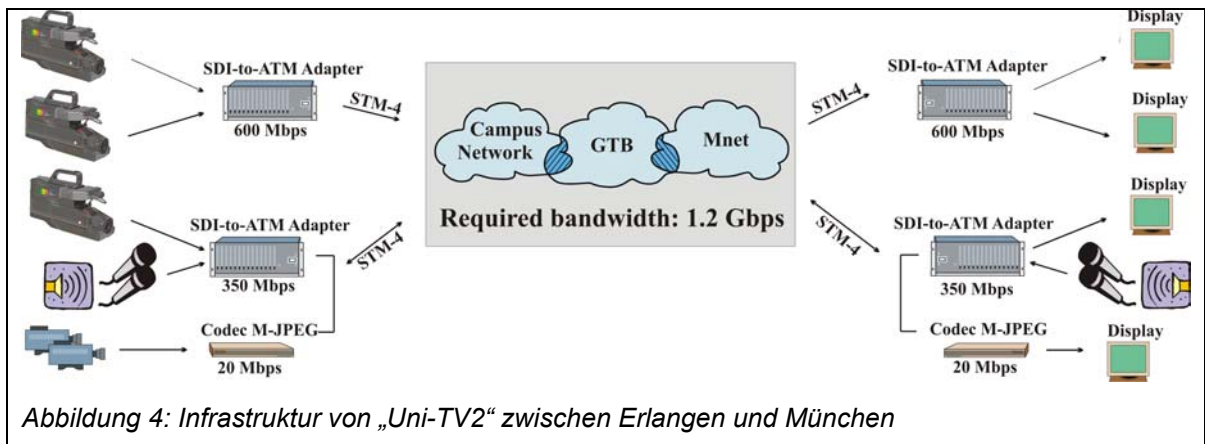 Display
SDI-to-ATM Adapter
STM-4
600 Mbps
Campus
Network
GTB
Mnet
Required bandwidth: 1.2 Gbps
STM-4
SDI-to-ATM Adapter
600 Mbps
Display
Display
SDI-to-ATM Adapter
350 Mbps
STM-4
Codec M-JPEG
20 Mbps
STM-4
SDI-to-ATM Adapter
350 Mbps
Codec M-JPEG
20 Mbps
Display
Abbildung 4: Infrastruktur von „Uni-TV2“ zwischen Erlangen und München